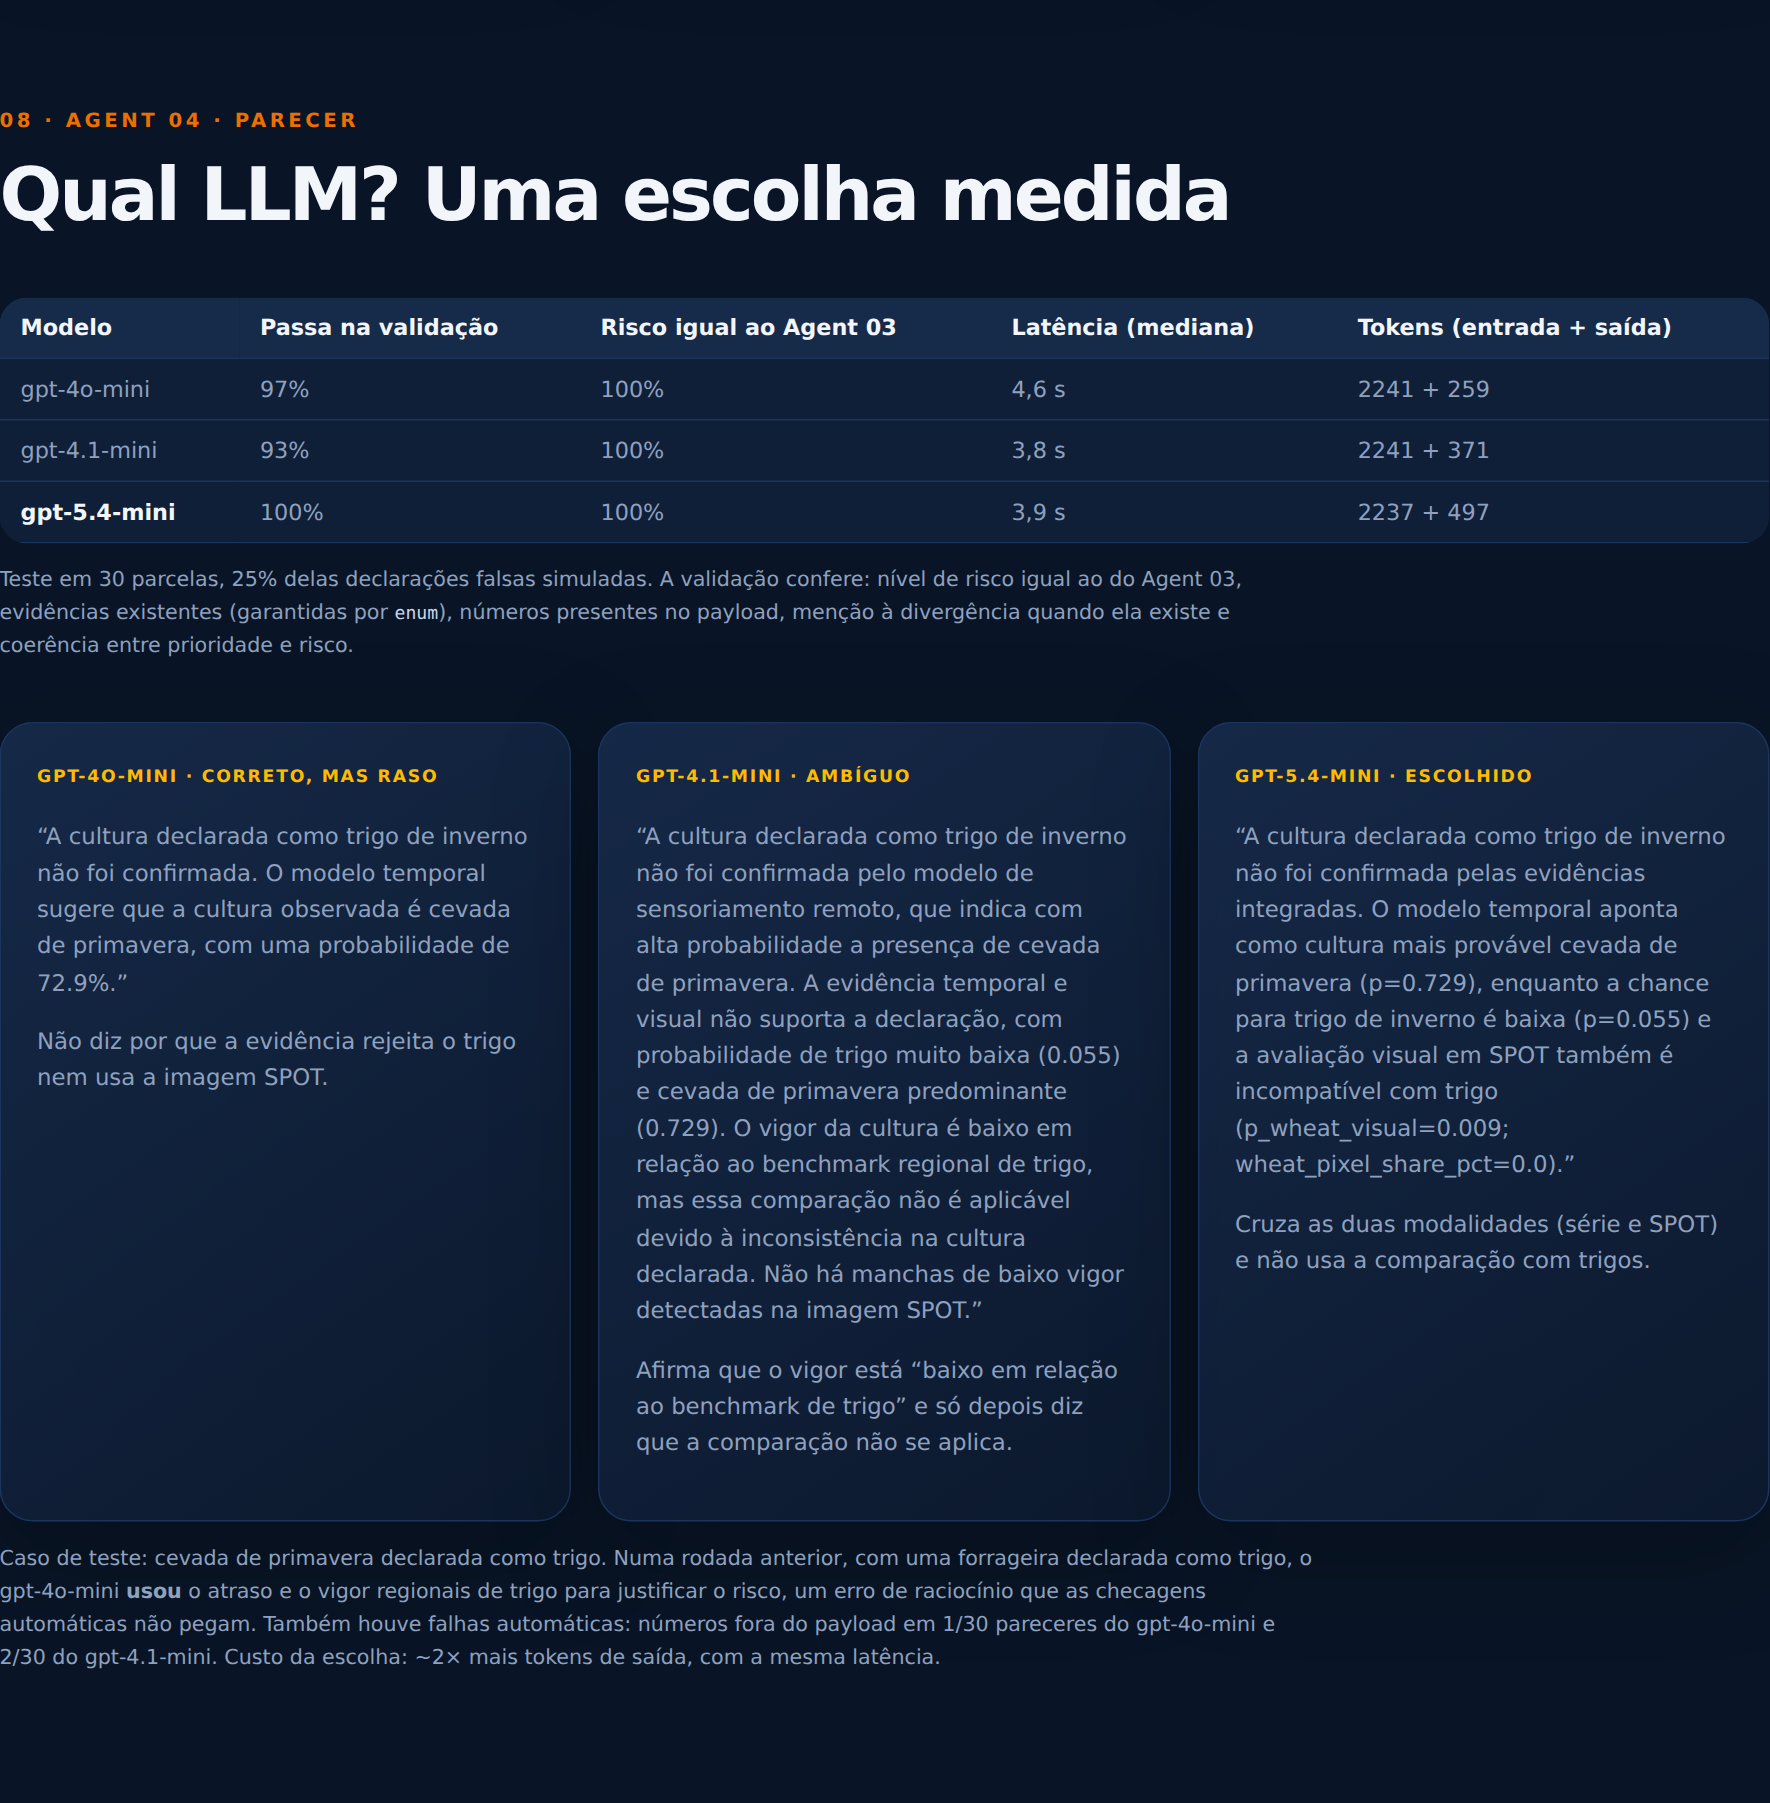 08 · AGENT 04 · PARECER
Qual LLM? Uma escolha medida
Modelo Passa na validação Risco igual ao Agent 03 Latência (mediana) Tokens (entrada + saída)
gpt-4o-mini 97% 100% 4,6 s 2241 + 259
gpt-4.1-mini 93% 100% 3,8 s 2241 + 371
gpt-5.4-mini 100% 100% 3,9 s 2237 + 497
Teste em 30 parcelas, 25% delas declarações falsas simuladas. A validação confere: nível de risco igual ao do Agent 03,
evidências existentes (garantidas por enum), números presentes no payload, menção à divergência quando ela existe e
coerência entre prioridade e risco.
GPT-4O-MINI · CORRETO, MAS RASO
“A cultura declarada como trigo de inverno
não foi confirmada. O modelo temporal
sugere que a cultura observada é cevada
de primavera, com uma probabilidade de
72.9%.”
Não diz por que a evidência rejeita o trigo
nem usa a imagem SPOT.
GPT-4.1-MINI · AMBÍGUO
“A cultura declarada como trigo de inverno
não foi confirmada pelo modelo de
sensoriamento remoto, que indica com
alta probabilidade a presença de cevada
de primavera. A evidência temporal e
visual não suporta a declaração, com
probabilidade de trigo muito baixa (0.055)
e cevada de primavera predominante
(0.729). O vigor da cultura é baixo em
relação ao benchmark regional de trigo,
mas essa comparação não é aplicável
devido à inconsistência na cultura
declarada. Não há manchas de baixo vigor
detectadas na imagem SPOT.”
Afirma que o vigor está “baixo em relação
ao benchmark de trigo” e só depois diz
que a comparação não se aplica.
GPT-5.4-MINI · ESCOLHIDO
“A cultura declarada como trigo de inverno
não foi confirmada pelas evidências
integradas. O modelo temporal aponta
como cultura mais provável cevada de
primavera (p=0.729), enquanto a chance
para trigo de inverno é baixa (p=0.055) e
a avaliação visual em SPOT também é
incompatível com trigo
(p_wheat_visual=0.009;
wheat_pixel_share_pct=0.0).”
Cruza as duas modalidades (série e SPOT)
e não usa a comparação com trigos.
Caso de teste: cevada de primavera declarada como trigo. Numa rodada anterior, com uma forrageira declarada como trigo, o
gpt-4o-mini usou o atraso e o vigor regionais de trigo para justificar o risco, um erro de raciocínio que as checagens
automáticas não pegam. Também houve falhas automáticas: números fora do payload em 1/30 pareceres do gpt-4o-mini e
2/30 do gpt-4.1-mini. Custo da escolha: ~2× mais tokens de saída, com a mesma latência.